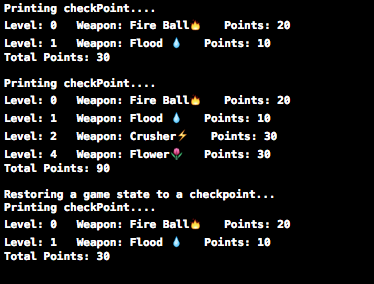 Printing checkPoint....
Level: 0   Weapon: Fire Ball🔥   Points: 20
Level: 1   Weapon: Flood 💧   Points: 10
Total Points: 30
Printing checkPoint....
Level: 0   Weapon: Fire Ball🔥   Points: 20
Level: 1   Weapon: Flood 💧   Points: 10
Level: 2   Weapon: Crusher⚡   Points: 30
Level: 4   Weapon: Flower🌷   Points: 30
Total Points: 90
Restoring a game state to a checkpoint...
Printing checkPoint....
Level: 0   Weapon: Fire Ball🔥   Points: 20
Level: 1   Weapon: Flood 💧   Points: 10
Total Points: 30